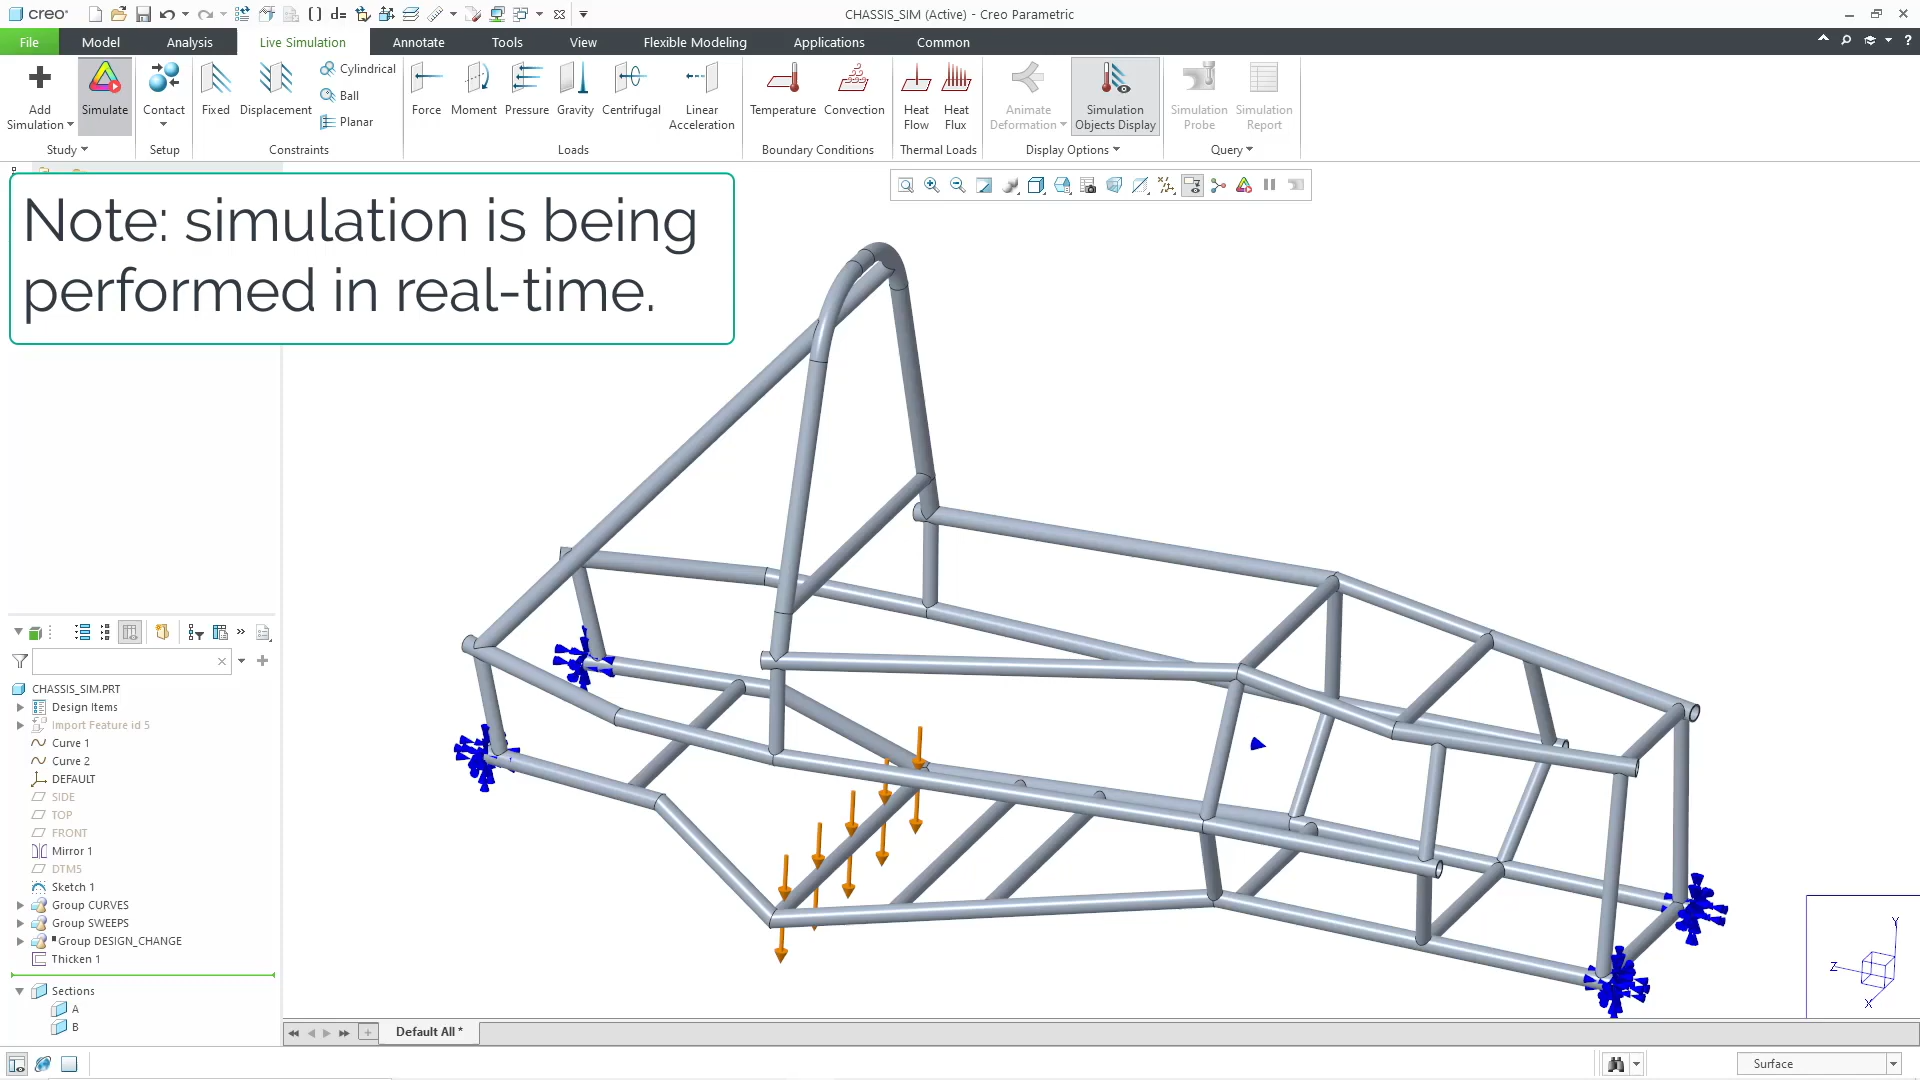 creo
CHASSIS_SIM (Active) - Creo Parametric
File
Model
Analysis
Live Simulation
Annotate
Tools
View
Flexible Modeling
Applications
Common
Add
Simulation
Simulate
Contact
Fixed
Displacement
Cylindrical
Ball
Planar
Force
Moment
Pressure
Gravity
Centrifugal
Linear
Acceleration
Temperature
Convection
Heat
Flow
Heat
Flux
Animate
Deformation
Simulation
Objects Display
Simulation
Probe
Simulation
Report
Study
Setup
Constraints
Loads
Boundary Conditions
Thermal Loads
Display Options
Query
Note: simulation is being
performed in real-time.
CHASSIS_SIM.PRT
Design Items
Import Feature id 5
Curve 1
Curve 2
DEFAULT
SIDE
TOP
FRONT
Mirror 1
DTM5
Sketch 1
Group CURVES
Group SWEEPS
Group DESIGN_CHANGE
Thicken 1
Sections
A
B
Y
Z
X
Default All *
Surface